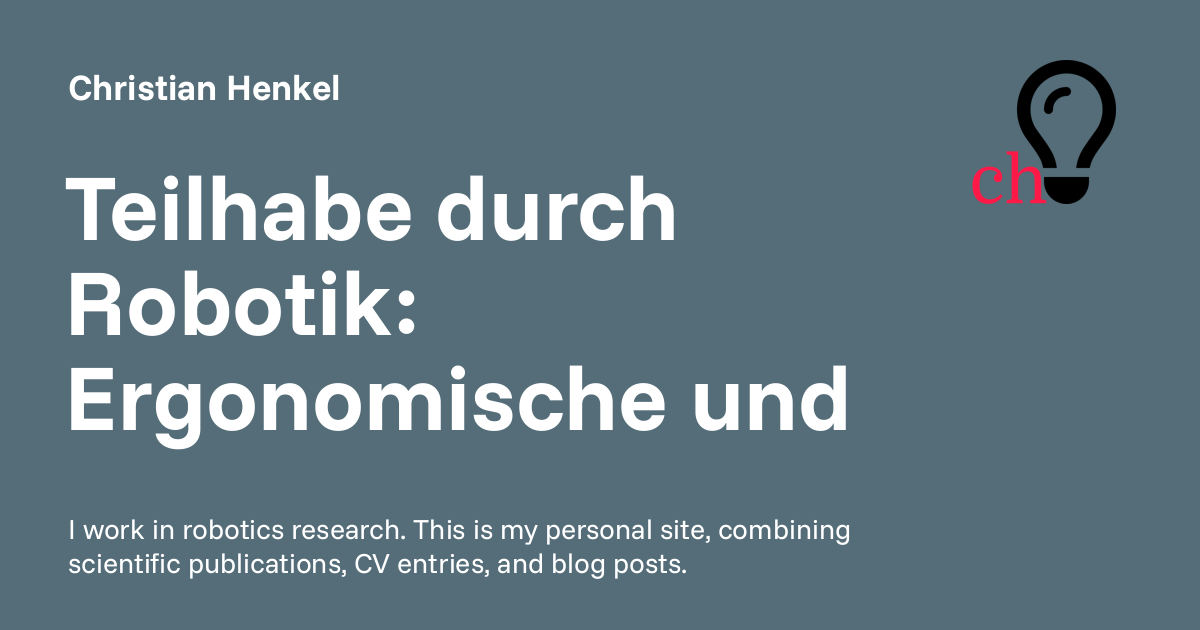 Christian Henkel
ch
Teilhabe durch
Robotik:
Ergonomische und
I work in robotics research. This is my personal site, combining
scientific publications, CV entries, and blog posts.